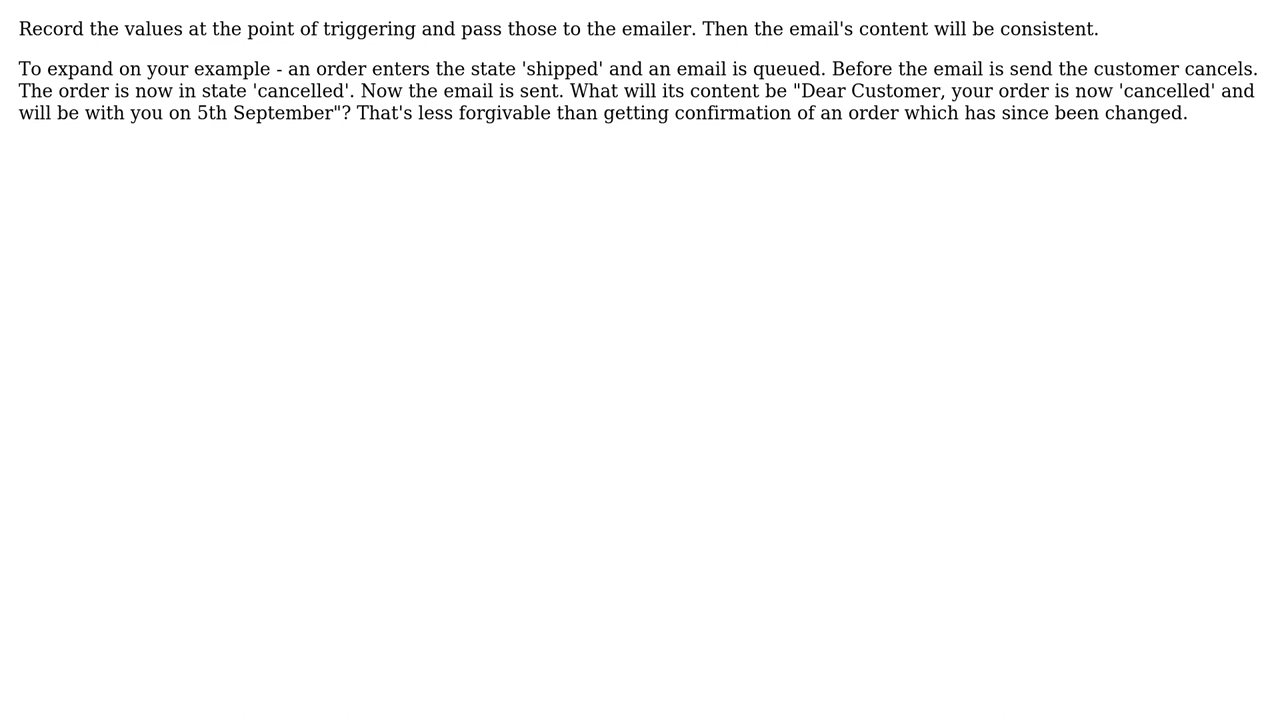 Record the values at the point of triggering and pass those to the emailer. Then the email's content will be consistent.
To expand on your example - an order enters the state 'shipped' and an email is queued. Before the email is send the customer cancels.
The order is now in state 'cancelled'. Now the email is sent. What will its content be "Dear Customer, your order is now 'cancelled' and
will be with you on 5th September"? That's less forgivable than getting confirmation of an order which has since been changed.